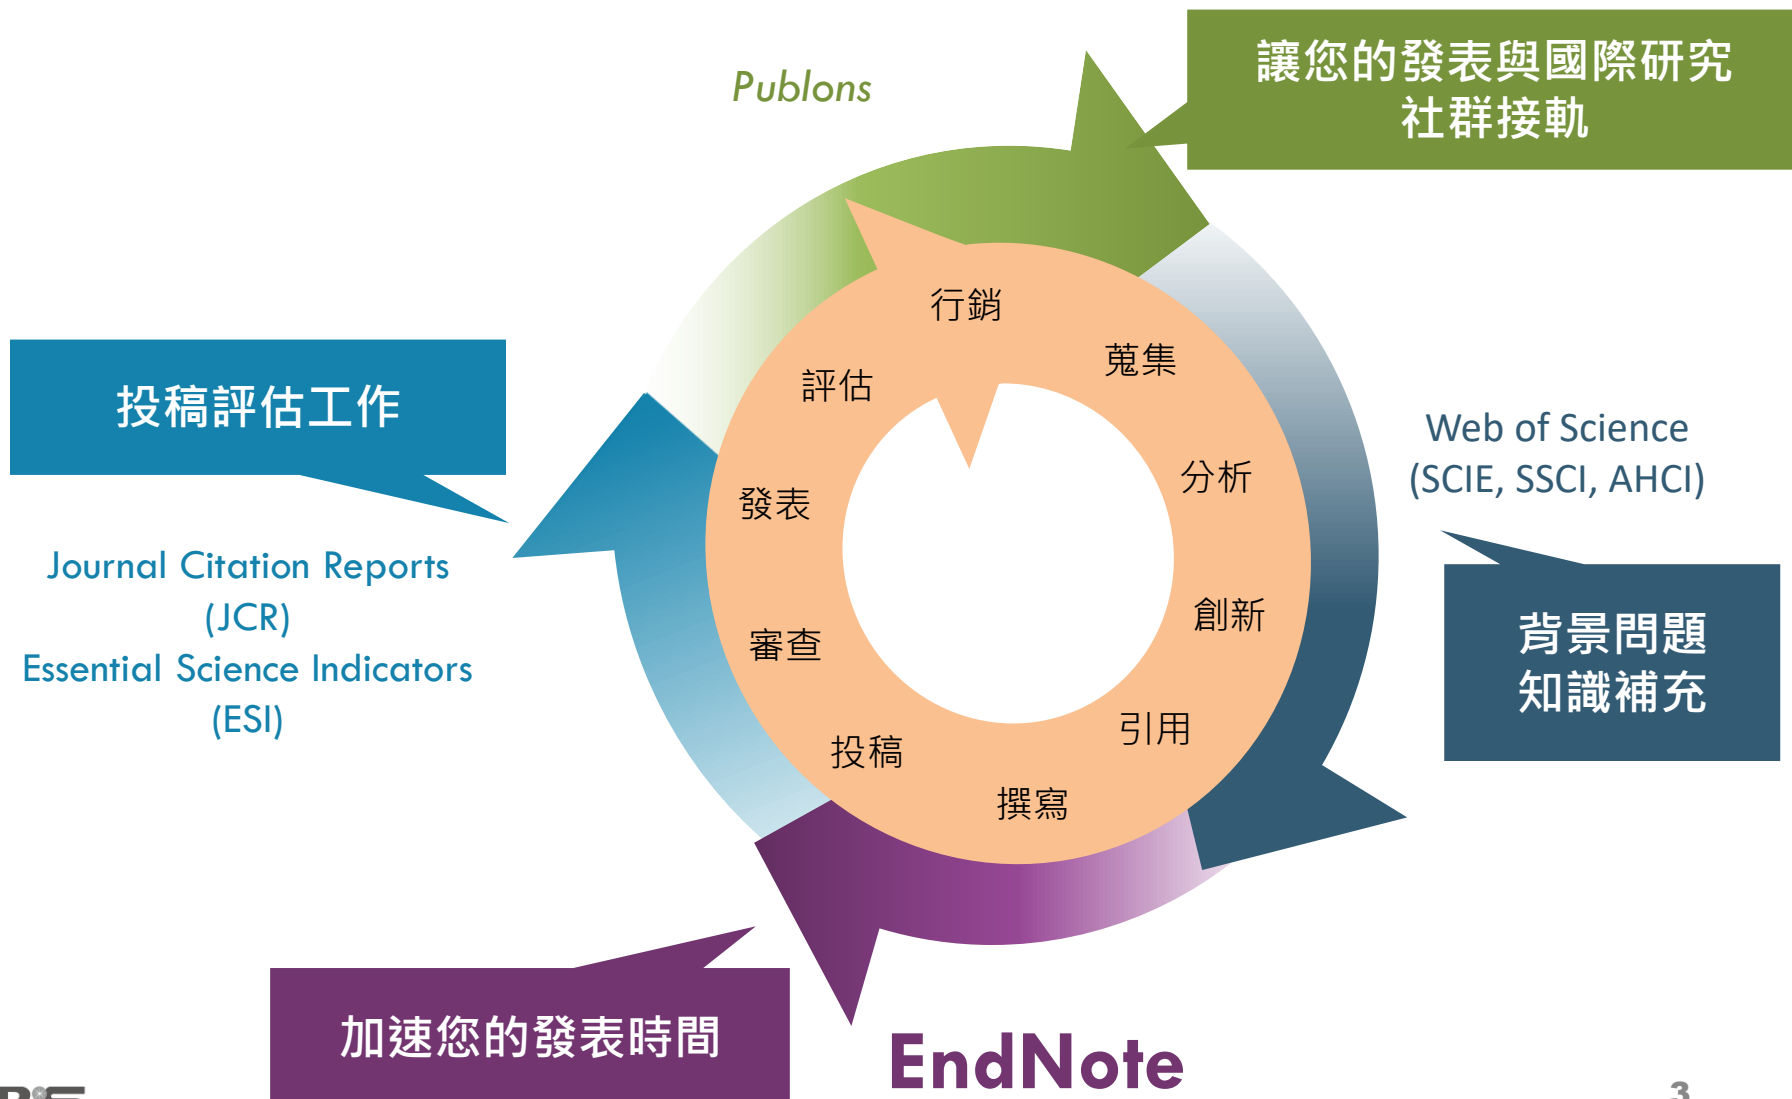 Publons
讓您的發表與國際研究
社群接軌
行銷
蒐集
評估
投稿評估工作
Web of Science
(SCIE, SSCI, AHCI)
分析
發表
Journal Citation Reports
(JCR)
Essential Science Indicators
(ESI)
創新
審查
背景問題
知識補充
引用
投稿
撰寫
加速您的發表時間
EndNote
3